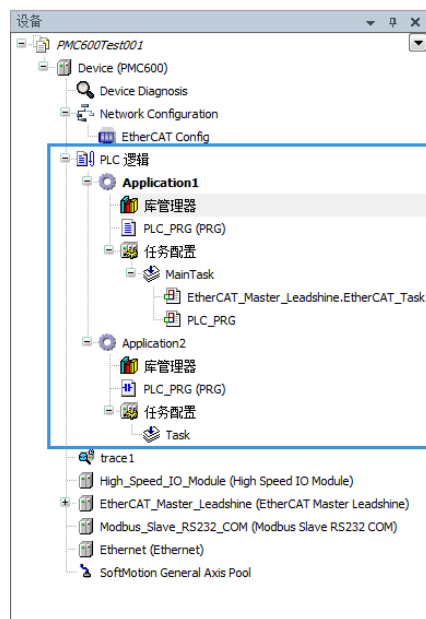 设备
PMC600Test001
Device (PMC600)
Device Diagnosis
Network Configuration
EtherCAT Config
PLC 逻辑
Application1
库管理器
PLC_PRG (PRG)
任务配置
MainTask
EtherCAT_Master_Leadshine.EtherCAT_Task
PLC_PRG
Application2
库管理器
PLC_PRG (PRG)
任务配置
Task
trace1
High_Speed_IO_Module (High Speed IO Module)
EtherCAT_Master_Leadshine (EtherCAT Master Leadshine)
Modbus_Slave_RS232_COM (Modbus Slave RS232 COM)
Ethernet (Ethernet)
SoftMotion General Axis Pool